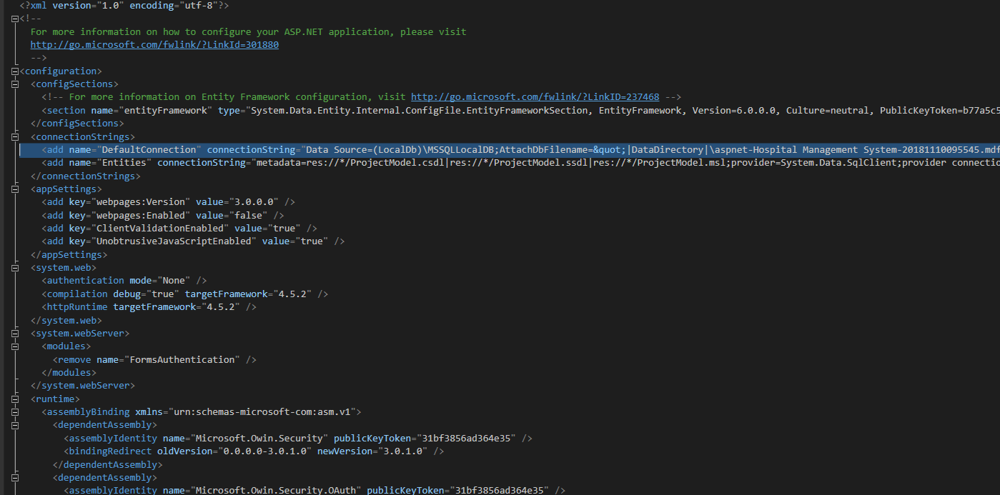 <?xml version="1.0" encoding="utf-8"?>
<!--
For more information on how to configure your ASP.NET application, please visit
http://go.microsoft.com/fwlink/?LinkId=301880
-->
<configuration>
<configSections>
<!-- For more information on Entity Framework configuration, visit http://go.microsoft.com/fwlink/?LinkID=237468 -->
<section name="entityFramework" type="System.Data.Entity.Internal.ConfigFile.EntityFrameworkSection, EntityFramework, Version=6.0.0.0, Culture=neutral, PublicKeyToken=b77a5c5
</configSections>
<connectionStrings>
<add name="DefaultConnection" connectionString="Data Source=(LocalDb)\MSSQLLocalDB;AttachDbFilename=&quot;|DataDirectory|\aspnet-Hospital Management System-20181110095545.mdf
<add name="Entities" connectionString="metadata=res://*/ProjectModel.csdl|res://*/ProjectModel.ssdl|res://*/ProjectModel.msl;provider=System.Data.SqlClient;provider connectio
</connectionStrings>
<appSettings>
<add key="webpages:Version" value="3.0.0.0" />
<add key="webpages:Enabled" value="false" />
<add key="ClientValidationEnabled" value="true" />
<add key="UnobtrusiveJavaScriptEnabled" value="true" />
</appSettings>
<system.web>
<authentication mode="None" />
<compilation debug="true" targetFramework="4.5.2" />
<httpRuntime targetFramework="4.5.2" />
</system.web>
<system.webServer>
<modules>
<remove name="FormsAuthentication" />
</modules>
</system.webServer>
<runtime>
<assemblyBinding xmlns="urn:schemas-microsoft-com:asm.v1">
<dependentAssembly>
<assemblyIdentity name="Microsoft.Owin.Security" publicKeyToken="31bf3856ad364e35" />
<bindingRedirect oldVersion="0.0.0.0-3.0.1.0" newVersion="3.0.1.0" />
</dependentAssembly>
<dependentAssembly>
<assemblyIdentity name="Microsoft.Owin.Security.OAuth" publicKeyToken="31bf3856ad364e35" />